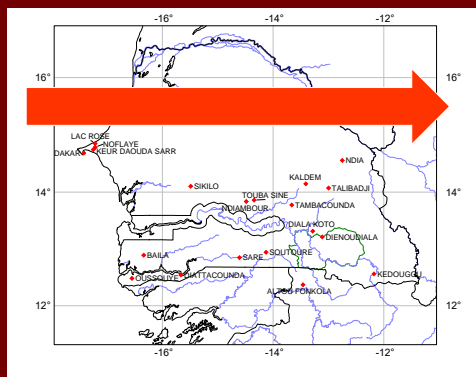 -16° -14° -12°
16° 16°
LAC ROSE
NOFLAYE
KEUR DAOUDA SARR
DAKAR
NDIA
KALDEM
SIKILO
TALIBADJI
TOUBA SINE
14° 14°
NDIAMBOUR
TAMBACOUNDA
DIALA KOTO
DIENOUDIALA
BAILA
SOUTOURE
SARE
OUSSOUYE
DIATTACOUNDA
KEDOUGOU
ALTOU FONKOLA
12° 12°
-16° -14° -12°